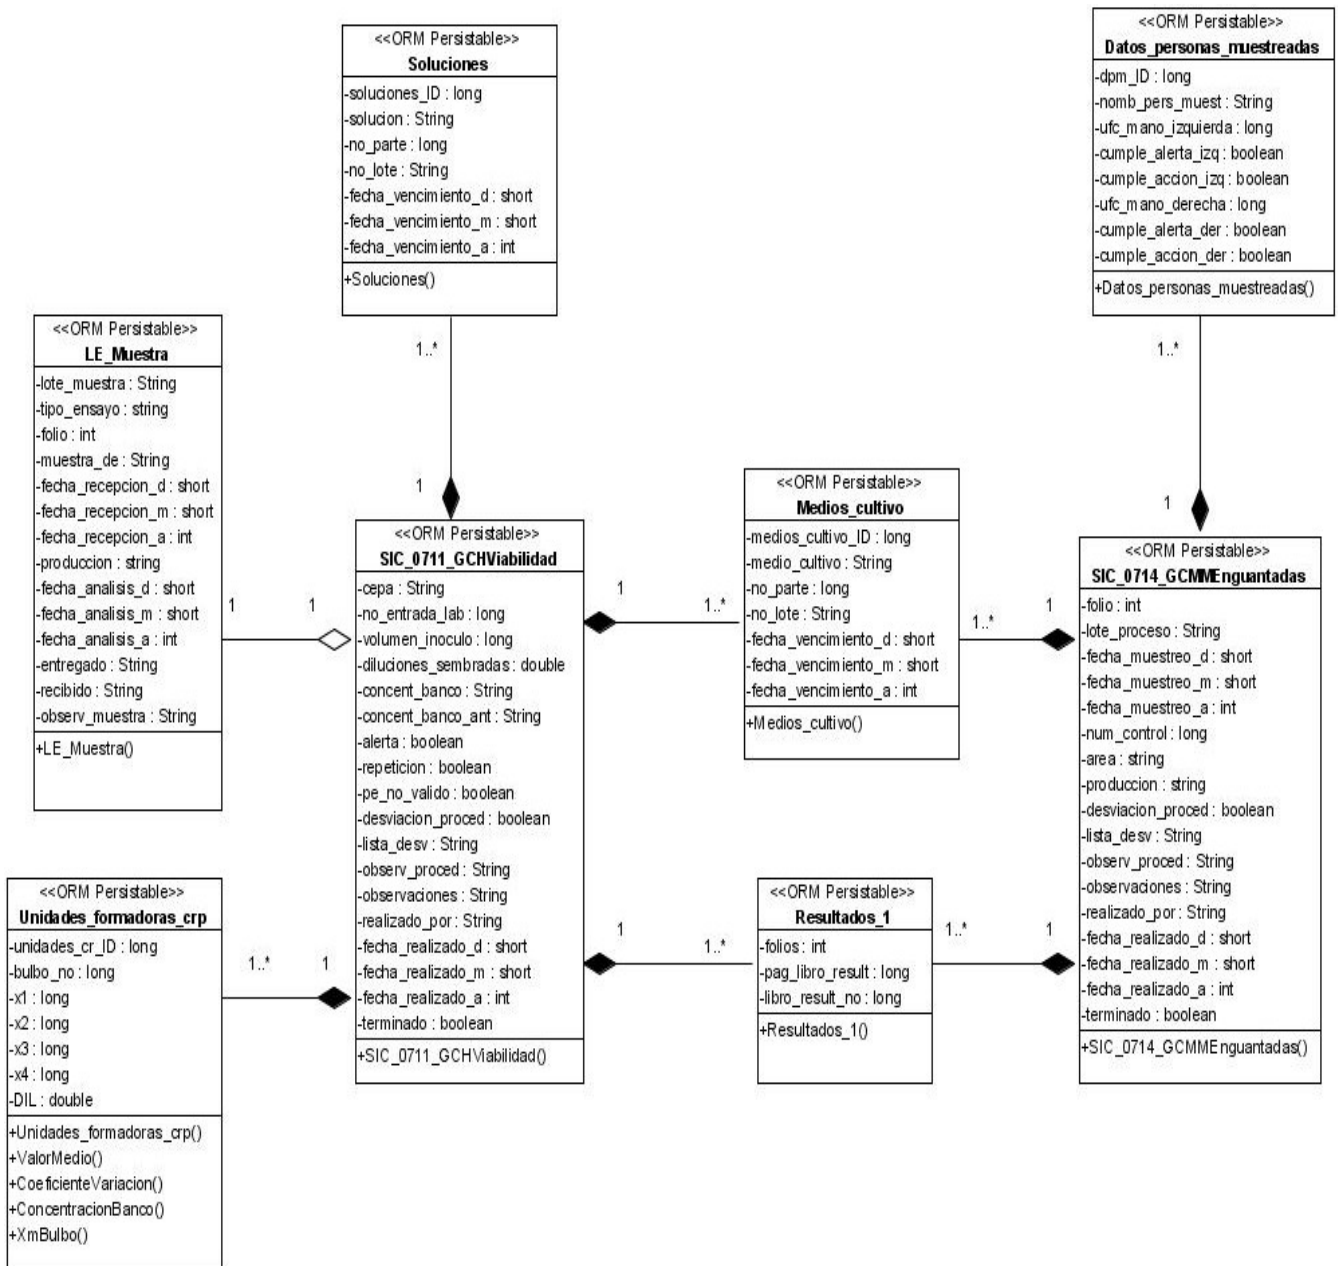 <<ORM Persistable>>
Soluciones
-soluciones_ID : long
-solucion : String
-no_parte : long
-no_lote : String
-fecha_vencimiento_d : short
-fecha_vencimiento_m : short
-fecha_vencimiento_a : int
+Soluciones()
<<ORM Persistable>>
Datos_personas_muestreadas
-dpm_ID : long
-nomb_pers_muest : String
-ufc_mano_izquierda : long
-cumple_alerta_izq : boolean
-cumple_accion_izq : boolean
-ufc_mano_derecha : long
-cumple_alerta_der : boolean
-cumple_accion_der : boolean
+Datos_personas_muestreadas()
<<ORM Persistable>>
LE_Muestra
-lote_muestra : String
-tipo_ensayo : string
-folio : int
-muestra_de : String
-fecha_recepcion_d : short
-fecha_recepcion_m : short
-fecha_recepcion_a : int
-produccion : string
-fecha_analisis_d : short
-fecha_analisis_m : short
-fecha_analisis_a : int
-entregado : String
-recibido : String
-observ_muestra : String
+LE_Muestra()
1..*
1
1
1
<<ORM Persistable>>
SIC_0711_GCHViabilidad
-cepa : String
-no_entrada_lab : long
-volumen_inoculo : long
-diluciones_sembradas : double
-concent_banco : String
-concent_banco_ant : String
-alerta : boolean
-repeticion : boolean
-pe_no_valido : boolean
-desviacion_proced : boolean
-lista_desv : String
-observ_proced : String
-observaciones : String
-realizado_por : String
-fecha_realizado_d : short
-fecha_realizado_m : short
-fecha_realizado_a : int
-terminado : boolean
+SIC_0711_GCHViabilidad()
1
1..*
<<ORM Persistable>>
Medios_cultivo
-medios_cultivo_ID : long
-medio_cultivo : String
-no_parte : long
-no_lote : String
-fecha_vencimiento_d : short
-fecha_vencimiento_m : short
-fecha_vencimiento_a : int
+Medios_cultivo()
1..*
1
1..*
1
<<ORM Persistable>>
SIC_0714_GCMMEnguantadas
-folio : int
-lote_proceso : String
-fecha_muestreo_d : short
-fecha_muestreo_m : short
-fecha_muestreo_a : int
-num_control : long
-area : string
-produccion : string
-desviacion_proced : boolean
-lista_desv : String
-observ_proced : String
-observaciones : String
-realizado_por : String
-fecha_realizado_d : short
-fecha_realizado_m : short
-fecha_realizado_a : int
-terminado : boolean
+SIC_0714_GCMMEnguantadas()
<<ORM Persistable>>
Unidades_formadoras_crp
-unidades_cr_ID : long
-bulbo_no : long
-x1 : long
-x2 : long
-x3 : long
-x4 : long
-DIL : double
+Unidades_formadoras_crp()
+ValorMedio()
+CoeficienteVariacion()
+ConcentracionBanco()
+XmBulbo()
1..*
1
1
1..*
<<ORM Persistable>>
Resultados_1
-folios : int
-pag_libro_result : long
-libro_result_no : long
+Resultados_1()
1..*
1